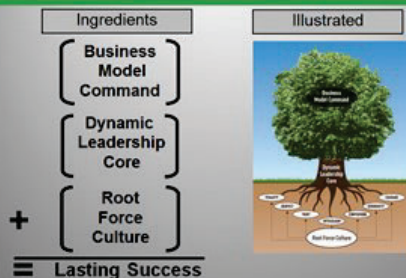 Ingredients
Business
Model
Command
Dynamic
Leadership
Core
+
Root
Force
Culture
= Lasting Success
Illustrated
Business
Model Command
Dynamic
Leadership
Core
Root Force Culture